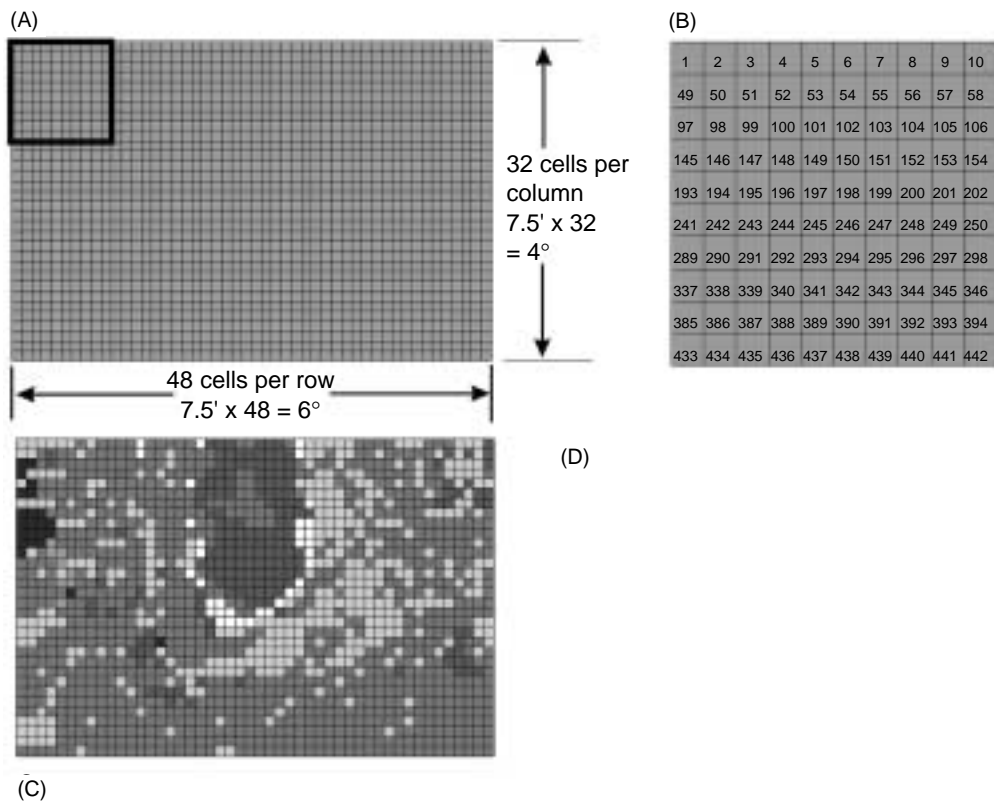 (A)
32 cells per
column
7.5' x 32
= 4°
48 cells per row
7.5' x 48 = 6°
(B)
1 2 3 4 5 6 7 8 9 10
49 50 51 52 53 54 55 56 57 58
97 98 99 100 101 102 103 104 105 106
145 146 147 148 149 150 151 152 153 154
193 194 195 196 197 198 199 200 201 202
241 242 243 244 245 246 247 248 249 250
289 290 291 292 293 294 295 296 297 298
337 338 339 340 341 342 343 344 345 346
385 386 387 388 389 390 391 392 393 394
433 434 435 436 437 438 439 440 441 442
(D)
(C)